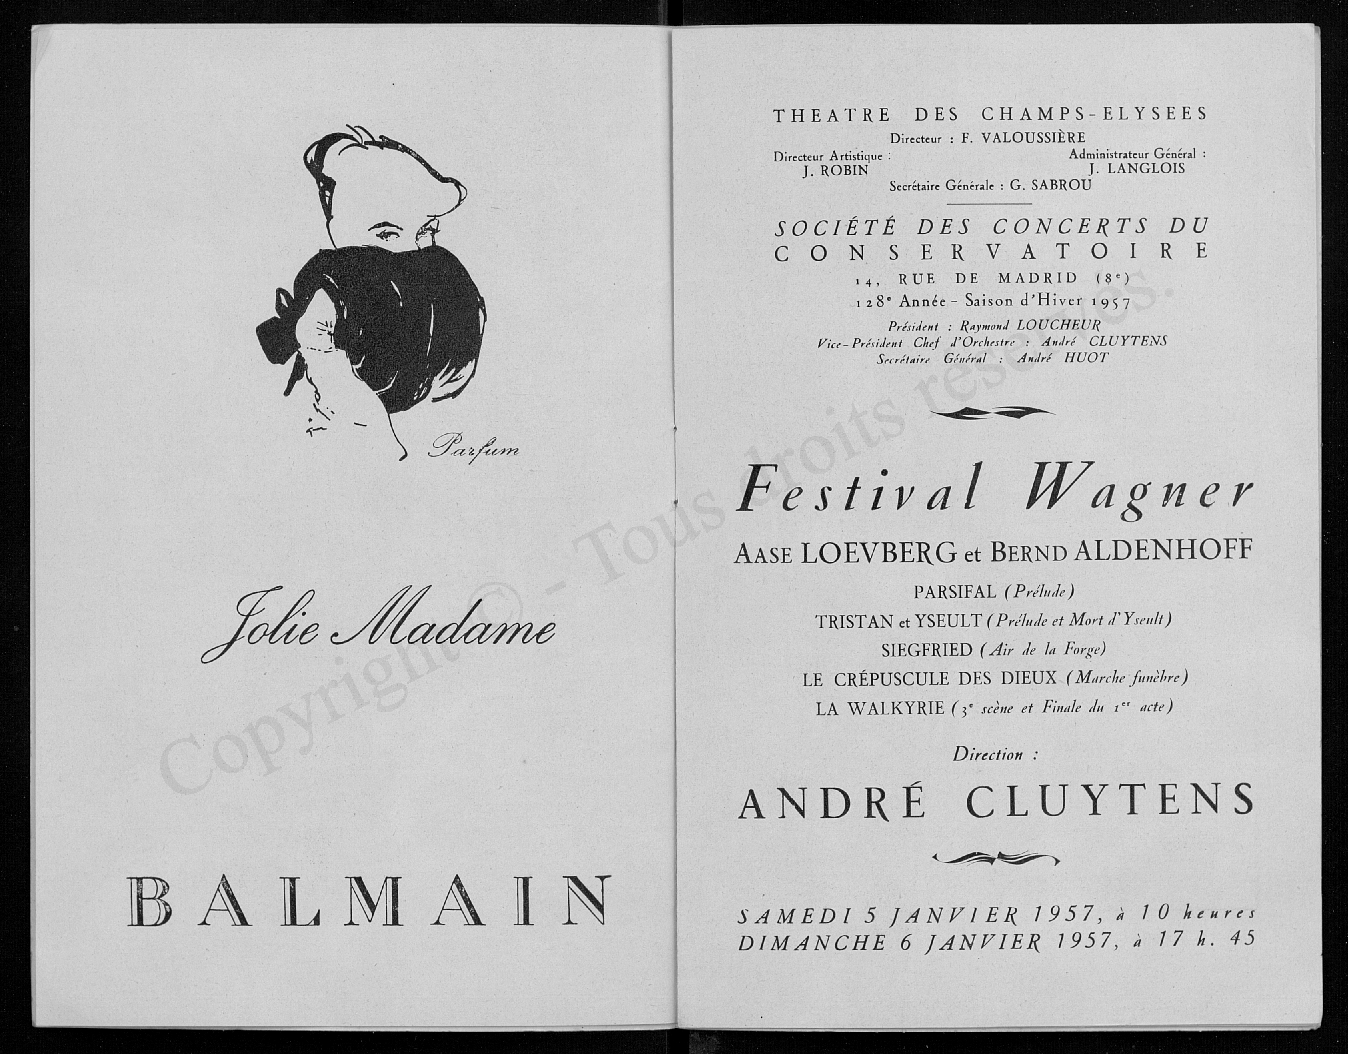 Parfum
Jolie Madame
BALMAIN
THEATRE DES CHAMPS-ELYSEES
Directeur : F. VALOUSSIÈRE
Directeur Artistique : Administrateur Général :
J. ROBIN J. LANGLOIS
Secrétaire Générale : G. SABROU
SOCIÉTÉ DES CONCERTS DU
CONSERVATOIRE
14, RUE DE MADRID (8e)
128e Année - Saison d'Hiver 1957
Président : Raymond LOUCHEUR
Vice-Président Chef d'Orchestre : André CLUYTENS
Secrétaire Général : André HUOT
Festival Wagner
AASE LOEVBERG et BERND ALDENHOFF
PARSIFAL (Prélude)
TRISTAN et YSEULT (Prélude et Mort d'Yseult)
SIEGFRIED (Air de la Forge)
LE CRÉPUSCULE DES DIEUX (Marche funèbre)
LA WALKYRIE (3e scène et Finale du 1er acte)
Direction :
ANDRÉ CLUYTENS
SAMEDI 5 JANVIER 1957, à 10 heures
DIMANCHE 6 JANVIER 1957, à 17 h. 45
Copyright © - Tous droits réservés.